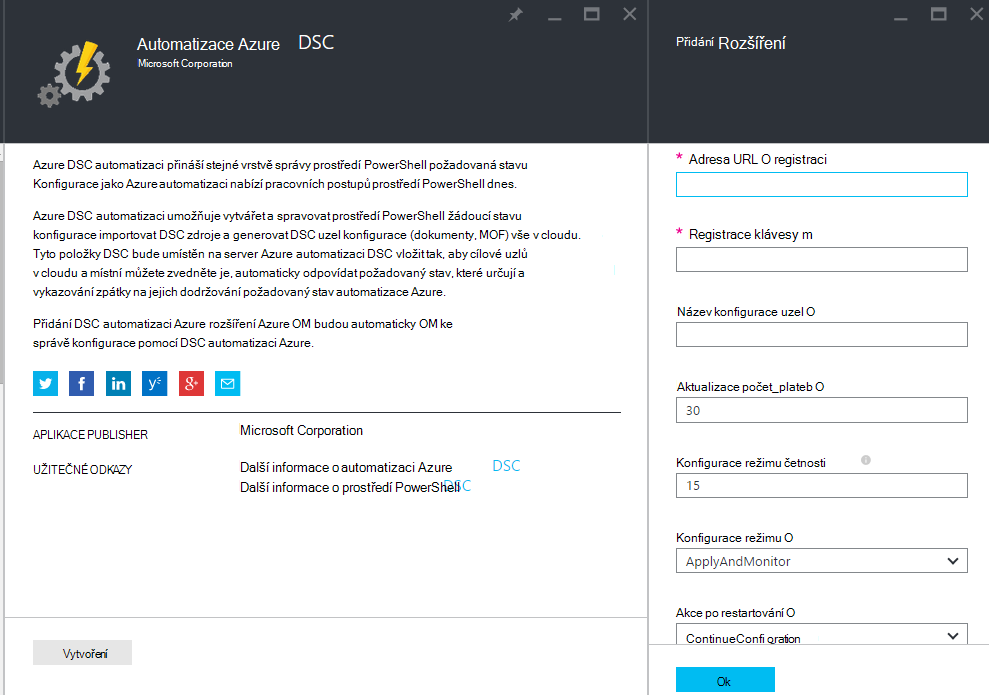 Automatizace Azure DSC
Microsoft Corporation
Azure DSC automatizaci přináší stejné vrstvě správy prostředí PowerShell požadovaná stavu
Konfigurace jako Azure automatizaci nabízí pracovních postupů prostředí PowerShell dnes.
Azure DSC automatizaci umožňuje vytvářet a spravovat prostředí PowerShell žádoucí stavu
konfigurace importovat DSC zdroje a generovat DSC uzel konfigurace (dokumenty, MOF) vše v cloudu.
Tyto položky DSC bude umístěn na server Azure automatizaci DSC vložit tak, aby cílové uzlů
v cloudu a místní můžete zvedněte je, automaticky odpovídat požadovaný stav, které určují a
vykazování zpátky na jejich dodržování požadovaný stav automatizace Azure.
Přidání DSC automatizaci Azure rozšíření Azure OM budou automaticky OM ke
správě konfigurace pomocí DSC automatizaci Azure.
APLIKACE PUBLISHER Microsoft Corporation
UŽITEČNÉ ODKAZY Další informace o automatizaci Azure DSC
Další informace o prostředí PowerShell DSC
Vytvoření
Přidání Rozšíření
* Adresa URL O registraci
* Registrace klávesy m
Název konfigurace uzel O
Aktualizace počet_plateb O
30
Konfigurace režimu četnosti
15
Konfigurace režimu O
ApplyAndMonitor
Akce po restartování O
ContinueConfigration
Ok